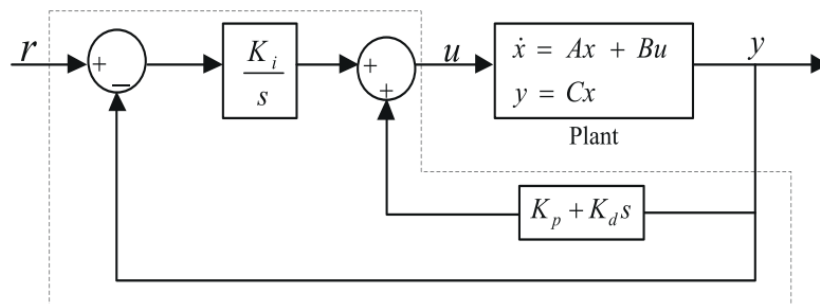 r
+
−
K_i
s
+
+
u
ẋ = Ax + Bu
y = Cx
Plant
y
K_p + K_d s